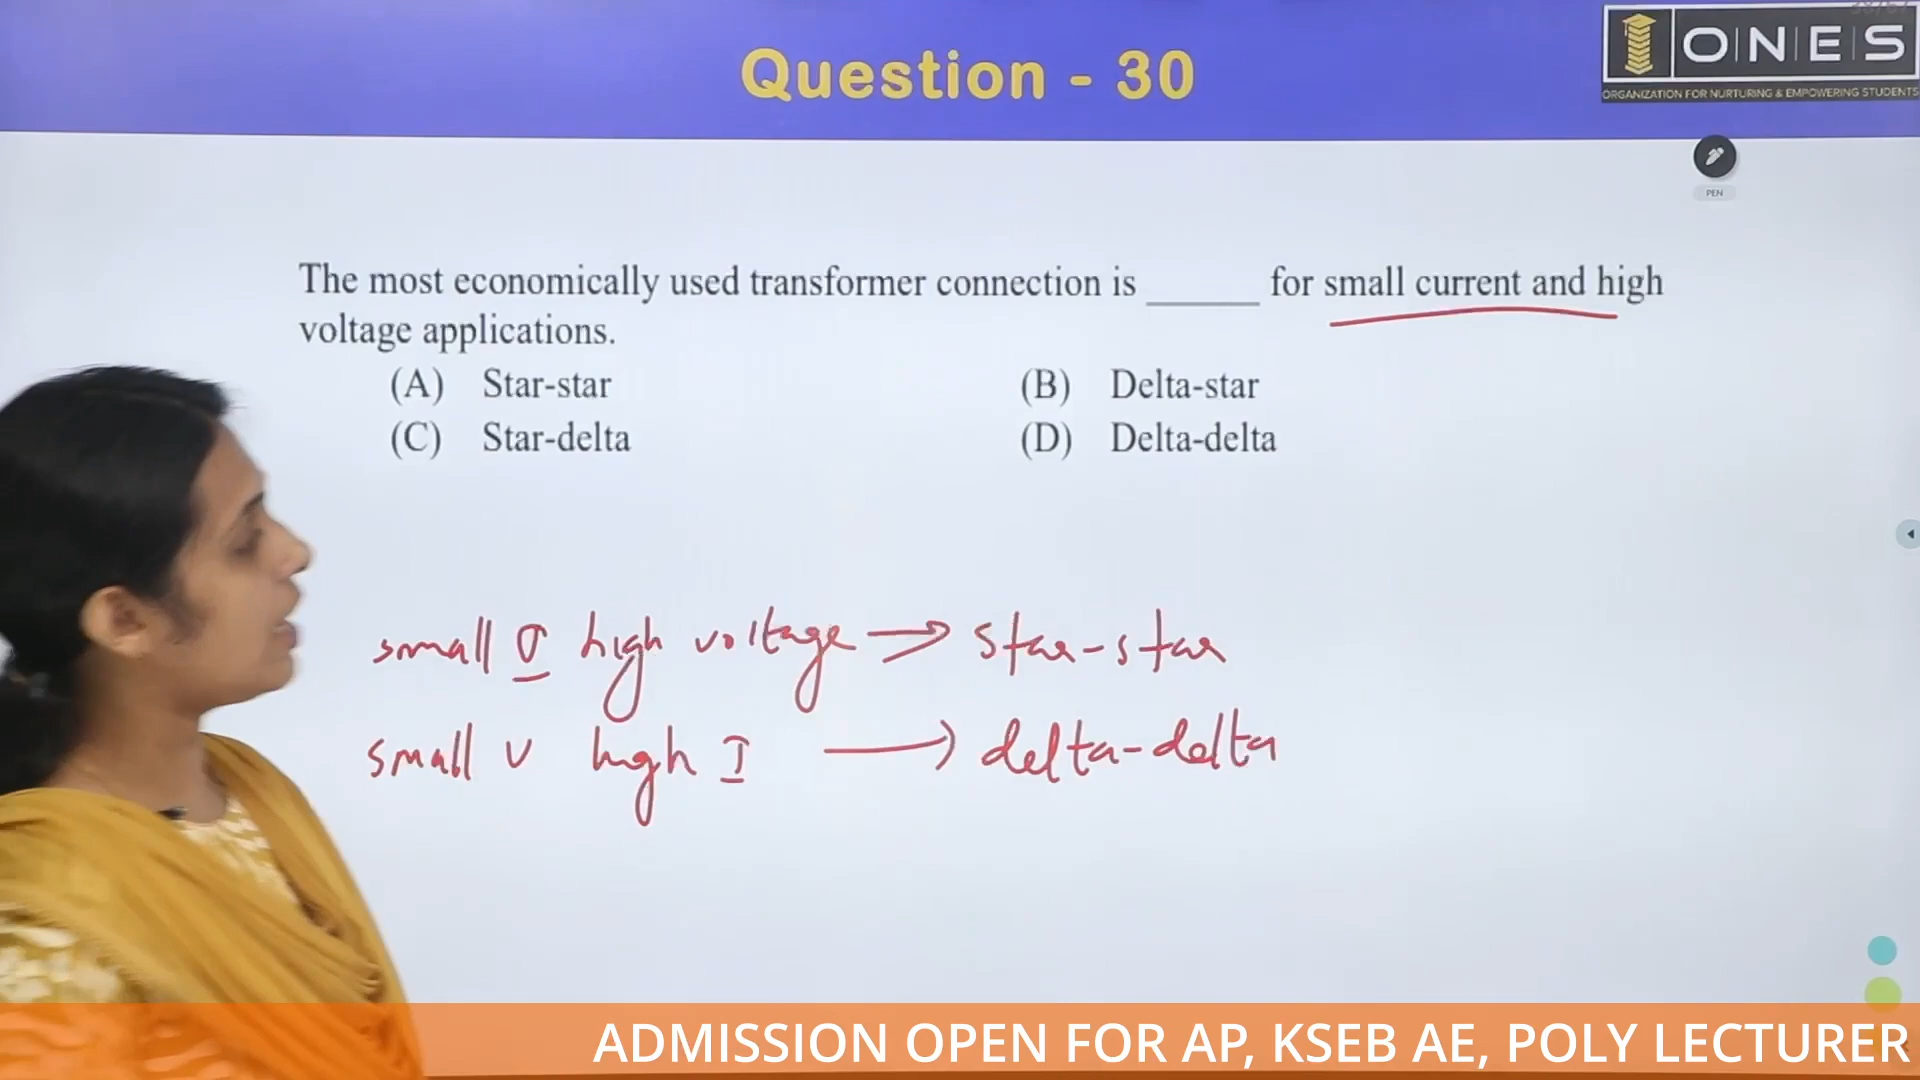 Question - 30
O|N|E|S
ORGANIZATION FOR NURTURING & EMPOWERING STUDENTS
PEN
The most economically used transformer connection is ______ for small current and high
voltage applications.
(A) Star-star
(B) Delta-star
(C) Star-delta
(D) Delta-delta
small high voltage → star-star
small v high I → delta-delta
ADMISSION OPEN FOR AP, KSEB AE, POLY LECTURER